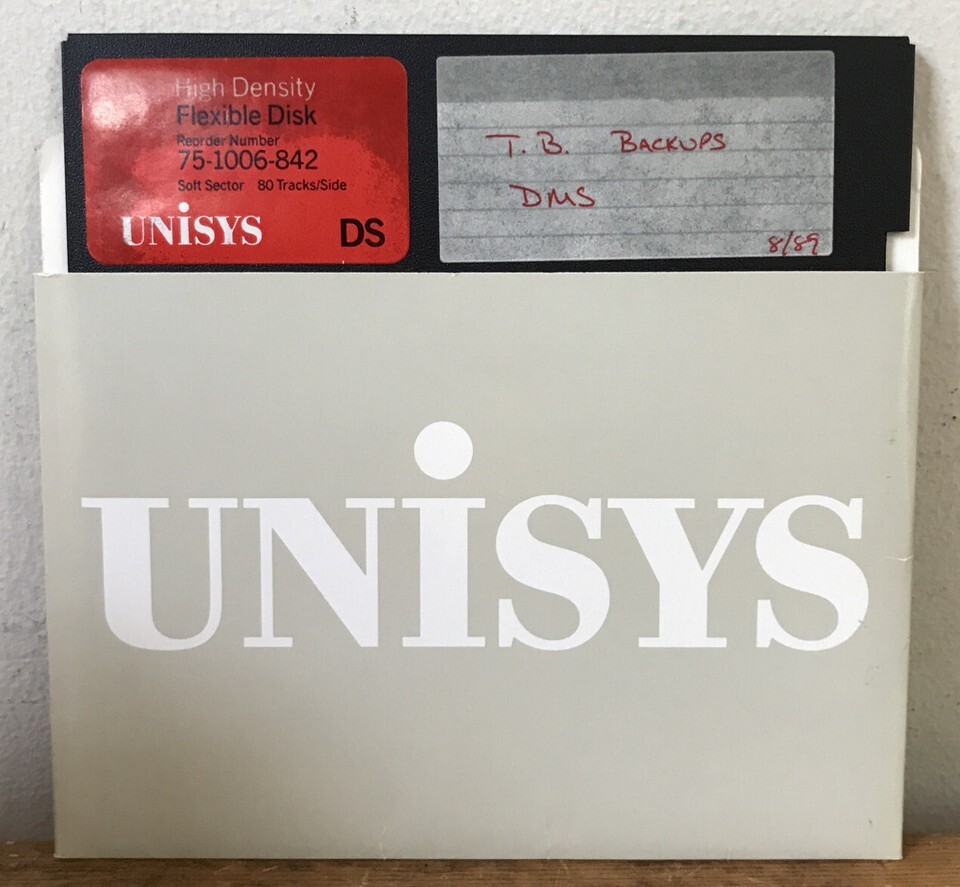 High Density
Flexible Disk
Reorder Number
75-1006-842
Soft Sector 80 Tracks/Side
UNiSYS DS
T. B. BACKUPS
DMS
8/89
UNiSYS